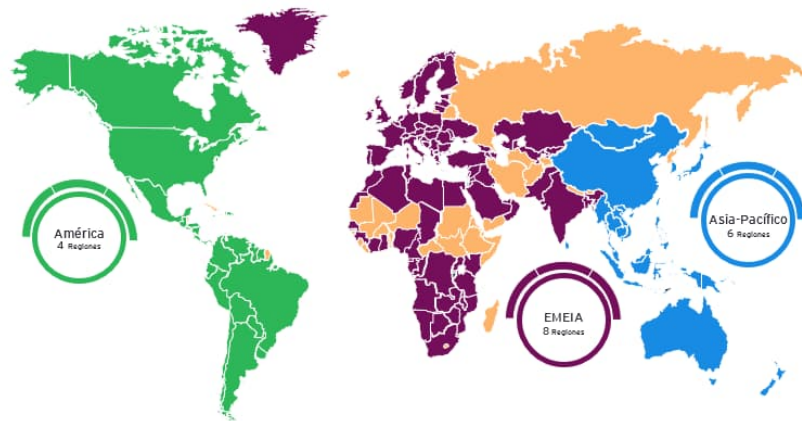 América
4 Regiones
Asia-Pacífico
6 Regiones
EMEIA
8 Regiones